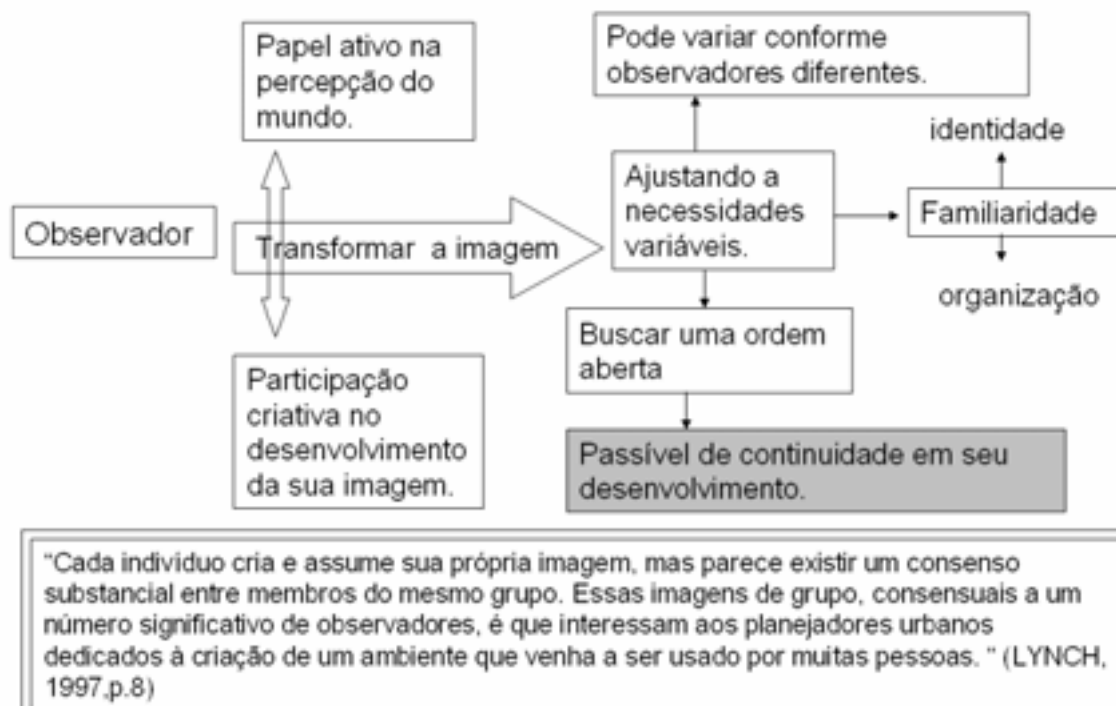 Papel ativo na
percepção do
mundo.
Pode variar conforme
observadores diferentes.
identidade
Observador
Transformar a imagem
Ajustando a
necessidades
variáveis.
Familiaridade
organização
Buscar uma ordem
aberta
Participação
criativa no
desenvolvimento
da sua imagem.
Passível de continuidade em seu
desenvolvimento.
“Cada indivíduo cria e assume sua própria imagem, mas parece existir um consenso
substancial entre membros do mesmo grupo. Essas imagens de grupo, consensuais a um
número significativo de observadores, é que interessam aos planejadores urbanos
dedicados à criação de um ambiente que venha a ser usado por muitas pessoas. “ (LYNCH,
1997,p.8)